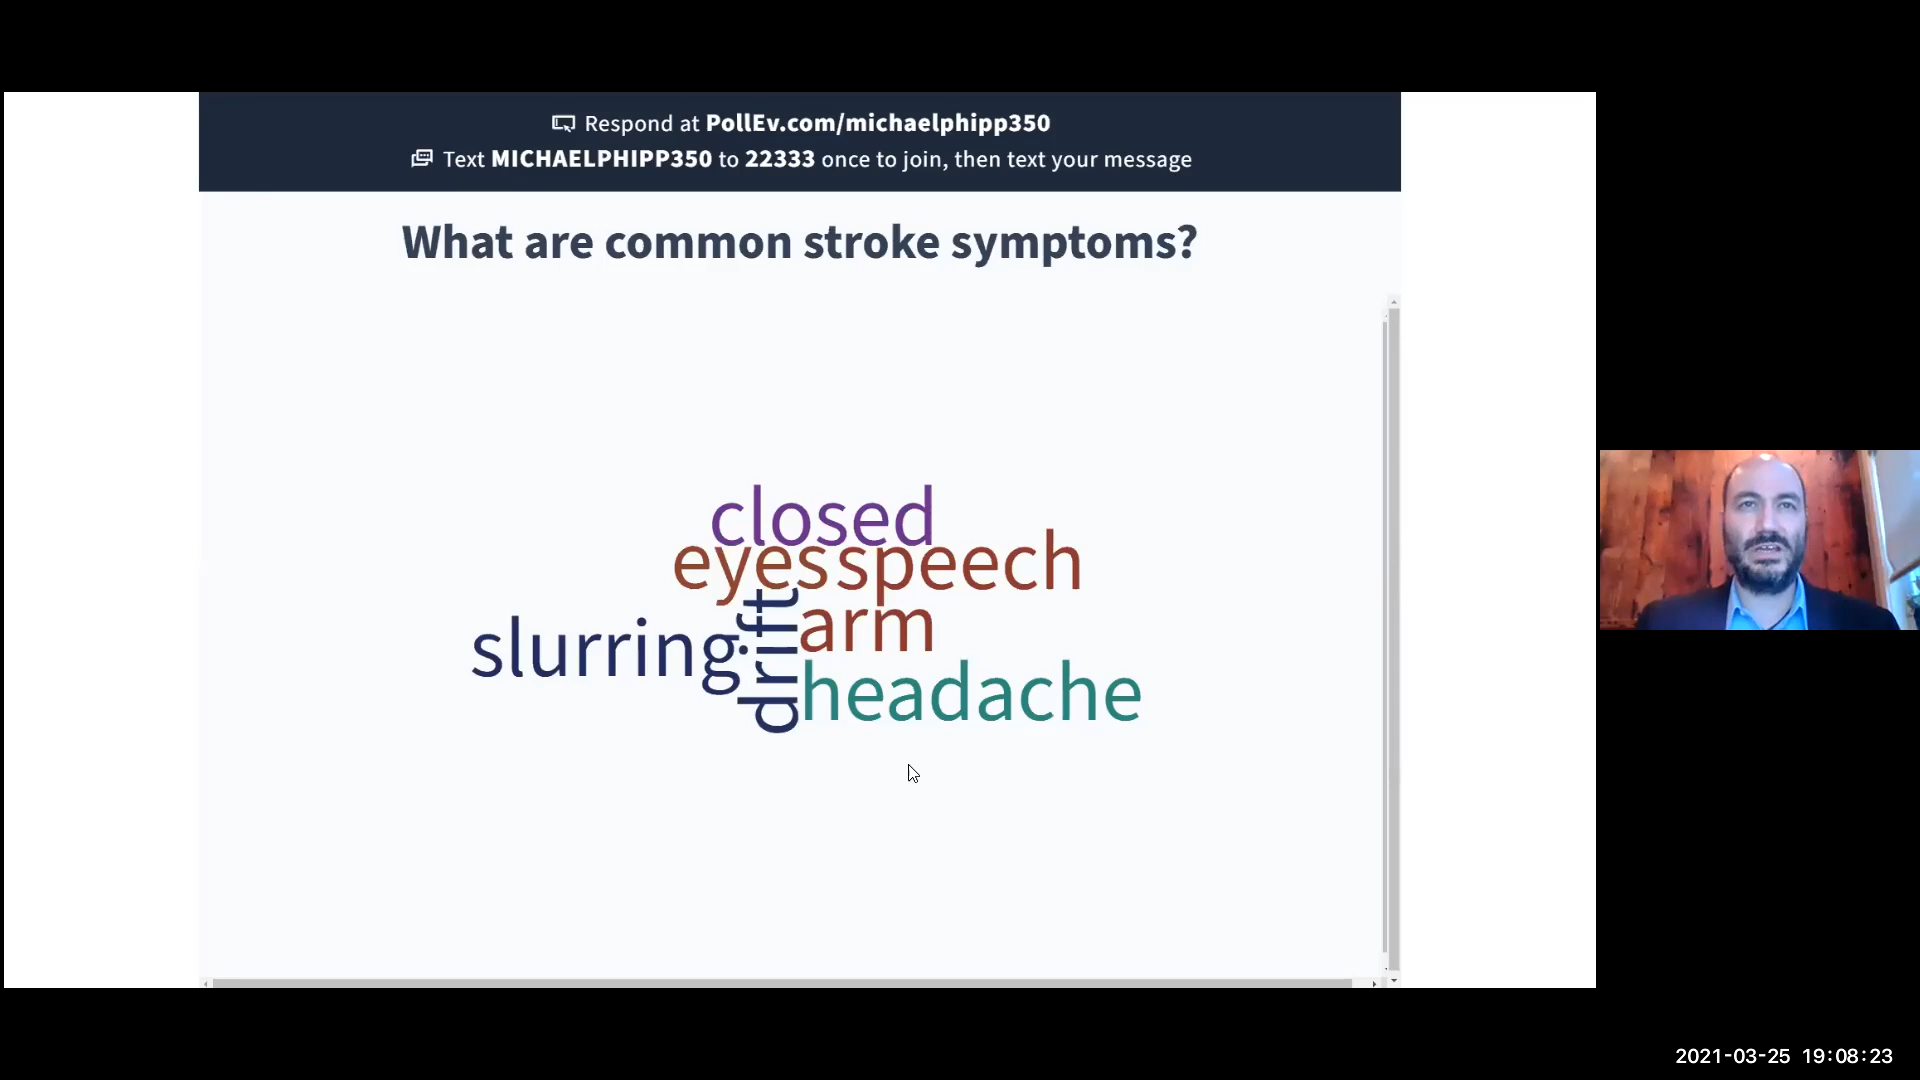 Respond at PollEv.com/michaelphipp350
Text MICHAELPHIPP350 to 22333 once to join, then text your message
What are common stroke symptoms?
closed
eyes speech
arm
slurring
drift
headache
2021-03-25 19:08:23